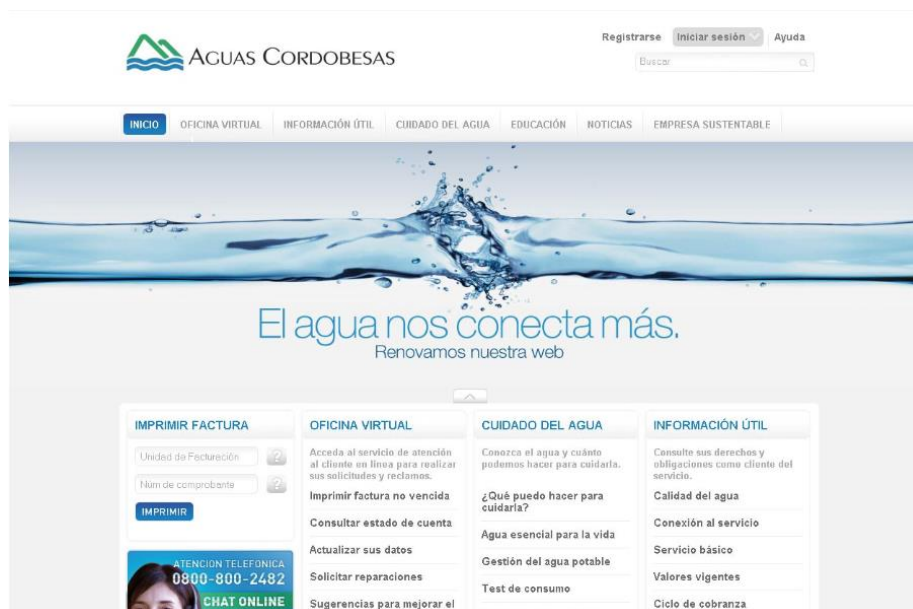 AGUAS CORDOBESAS
Registrarse Iniciar sesión Ayuda
Buscar
INICIO OFICINA VIRTUAL INFORMACIÓN ÚTIL CUIDADO DEL AGUA EDUCACIÓN NOTICIAS EMPRESA SUSTENTABLE
El agua nos conecta más.
Renovamos nuestra web
IMPRIMIR FACTURA
Unidad de Facturación ?
Núm de comprobante ?
IMPRIMIR
ATENCION TELEFONICA
0800-800-2482
CHAT ONLINE
OFICINA VIRTUAL
Acceda al servicio de atención
al cliente en línea para realizar
sus solicitudes y reclamos.
Imprimir factura no vencida
Consultar estado de cuenta
Actualizar sus datos
Solicitar reparaciones
Sugerencias para mejorar el
CUIDADO DEL AGUA
Conozca el agua y cuánto
podemos hacer para cuidarla.
¿Qué puedo hacer para
cuidarla?
Agua esencial para la vida
Gestión del agua potable
Test de consumo
INFORMACIÓN ÚTIL
Consulte sus derechos y
obligaciones como cliente del
servicio.
Calidad del agua
Conexión al servicio
Servicio básico
Valores vigentes
Ciclo de cobranza